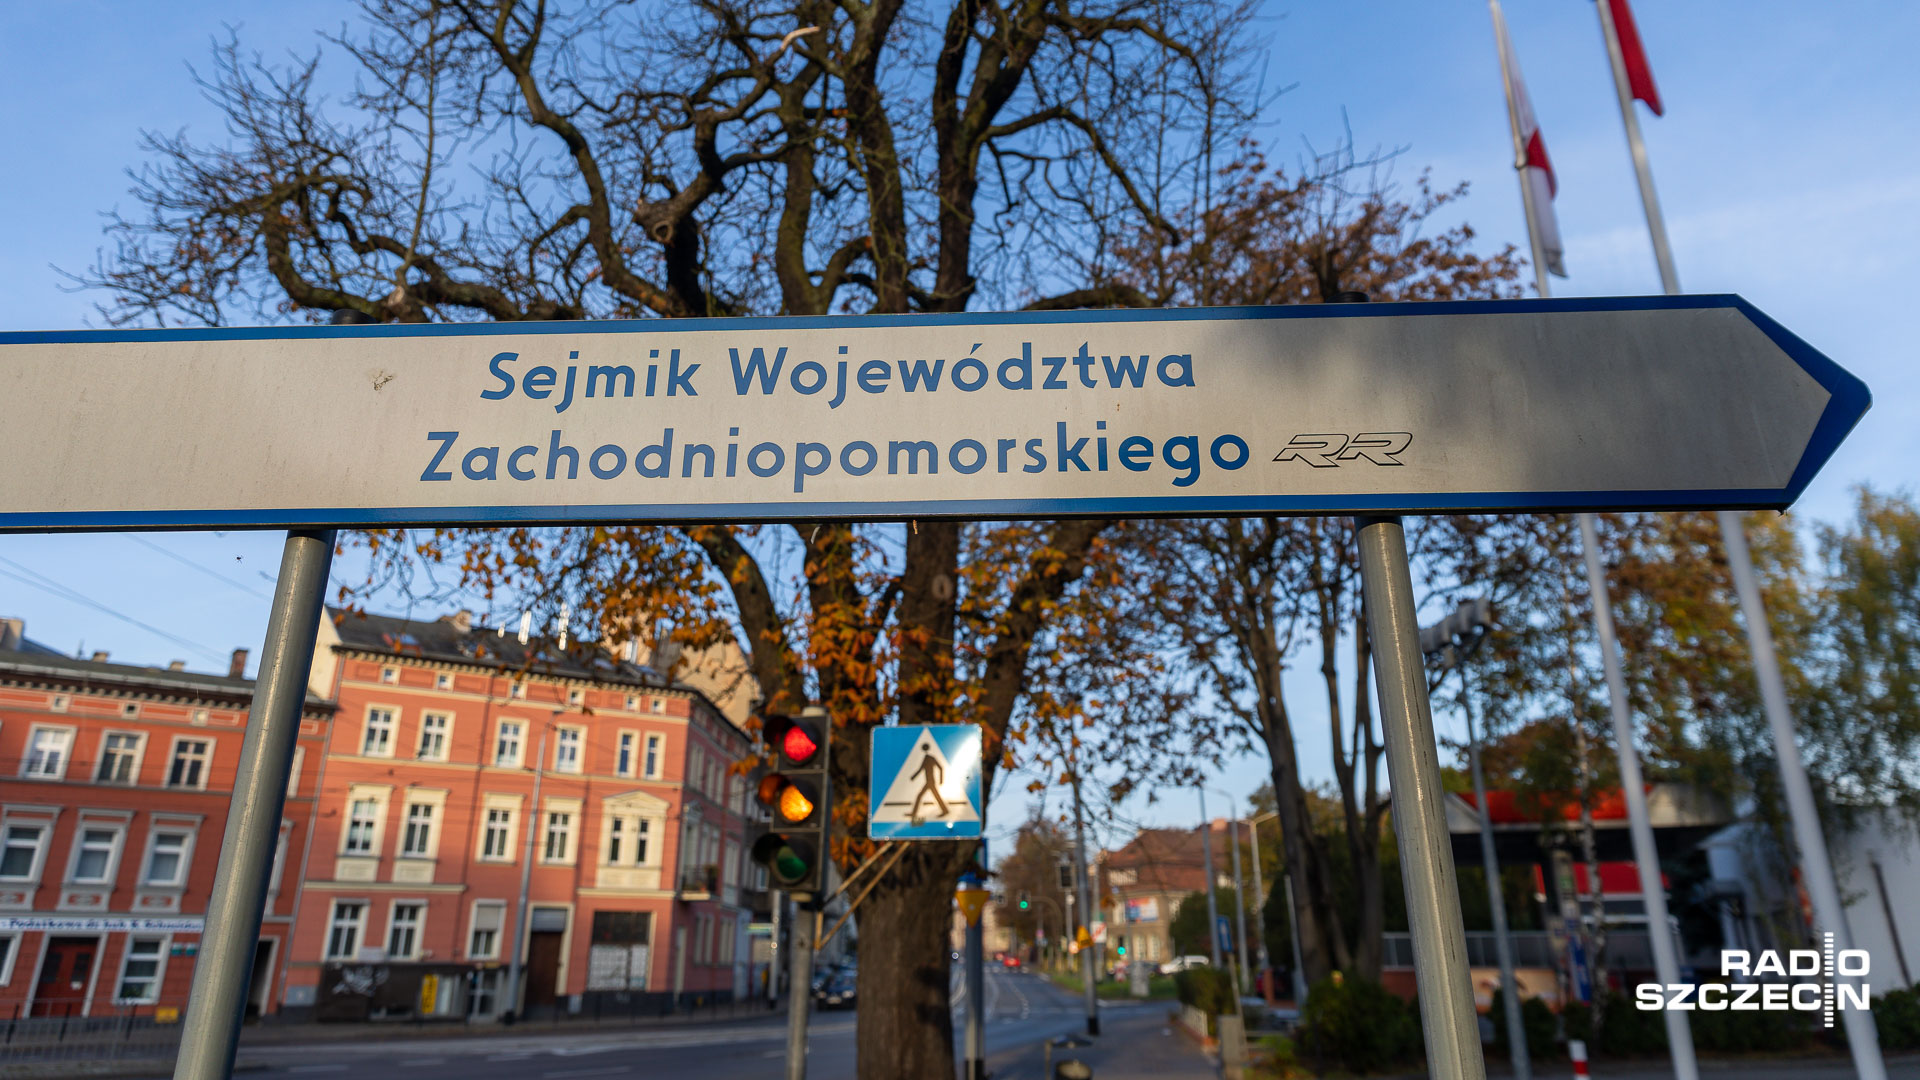 Sejmik Województwa
Zachodniopomorskiego RR
RADIO
SZCZECIN